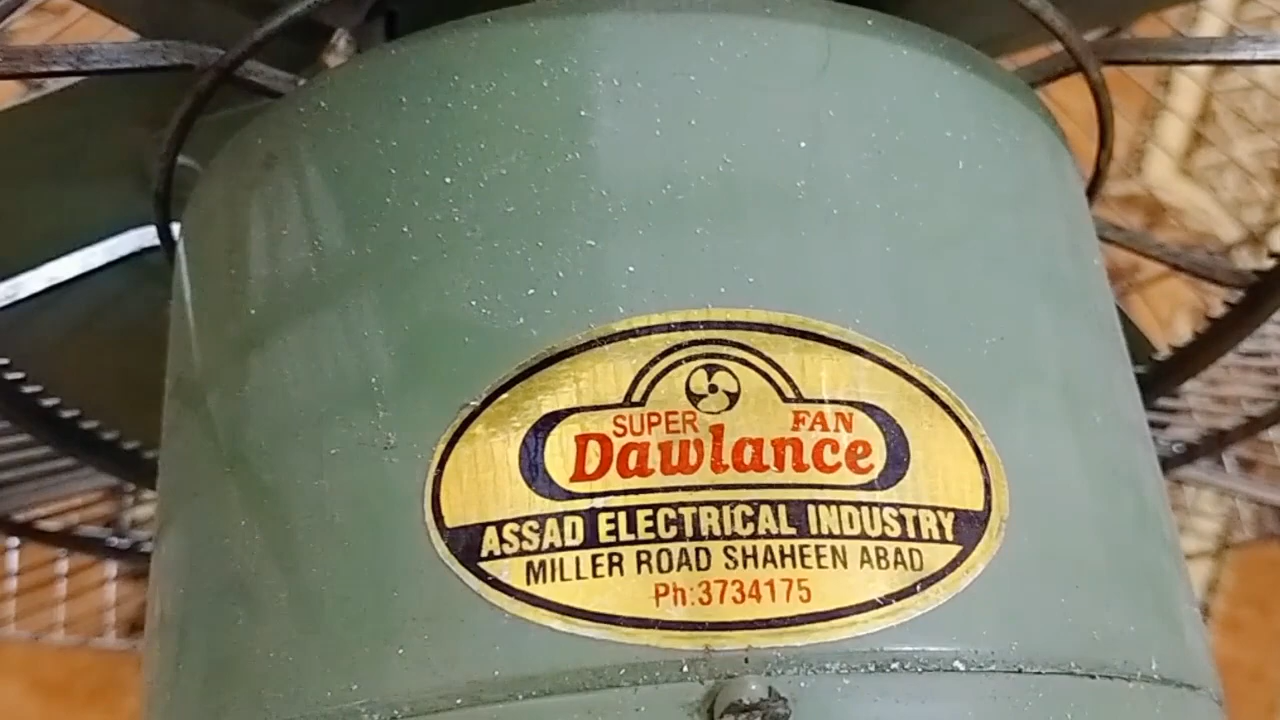 SUPER FAN
Dawlance
ASSAD ELECTRICAL INDUSTRY
MILLER ROAD SHAHEEN ABAD
Ph:3734175